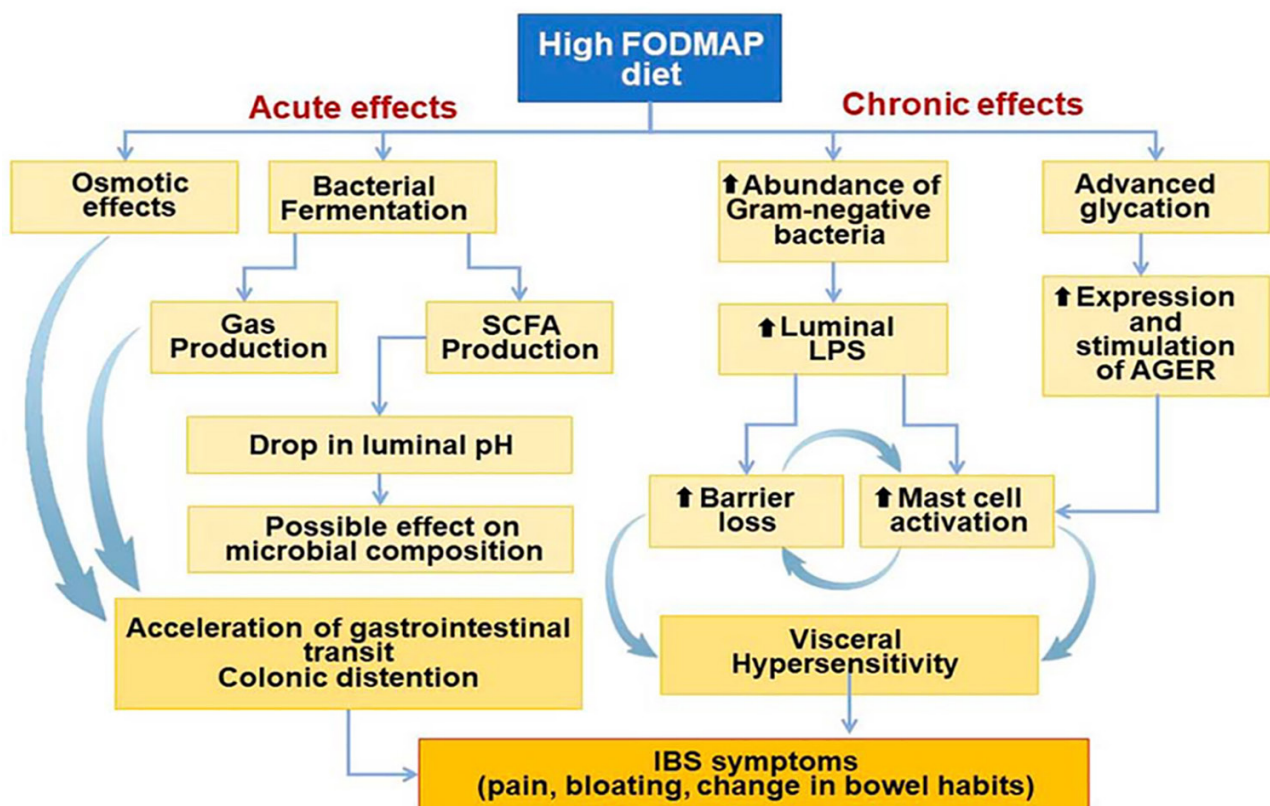 High FODMAP
diet
Acute effects
Chronic effects
Osmotic
effects
Bacterial
Fermentation
⬆Abundance of
Gram-negative
bacteria
Advanced
glycation
Gas
Production
SCFA
Production
⬆Luminal
LPS
⬆Expression
and
stimulation
of AGER
Drop in luminal pH
Possible effect on
microbial composition
⬆Barrier
loss
⬆Mast cell
activation
Acceleration of gastrointestinal
transit
Colonic distention
Visceral
Hypersensitivity
IBS symptoms
(pain, bloating, change in bowel habits)